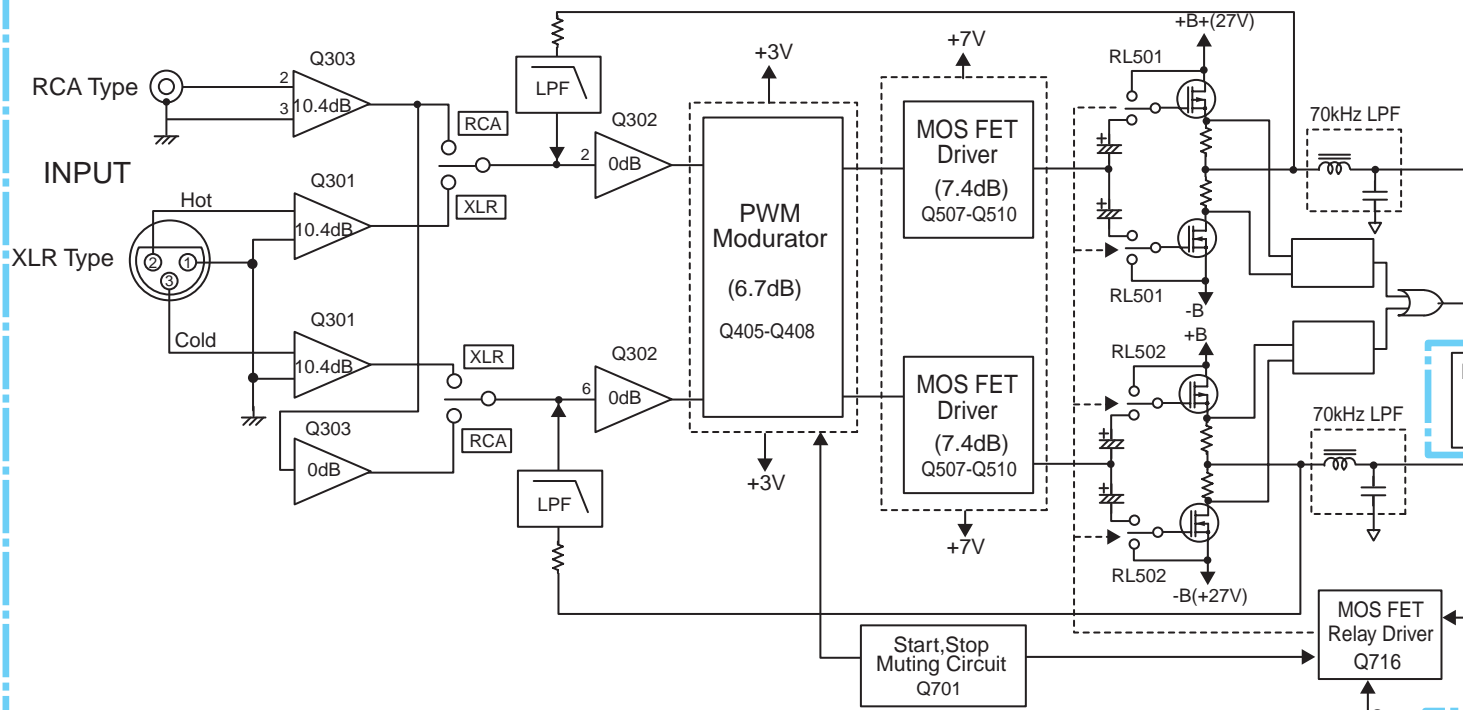 INPUT
RCA Type
2
3
Q303
10.4dB
XLR Type
Hot
Cold
2
1
3
Q301
10.4dB
Q301
10.4dB
Q303
0dB
RCA
XLR
XLR
RCA
LPF
LPF
Q302
2
0dB
Q302
6
0dB
+3V
PWM
Modurator
(6.7dB)
Q405-Q408
+3V
+7V
MOS FET
Driver
(7.4dB)
Q507-Q510
MOS FET
Driver
(7.4dB)
Q507-Q510
+7V
+B+(27V)
RL501
+
+
RL501
-B
+B
RL502
+
+
RL502
-B(+27V)
70kHz LPF
70kHz LPF
Start,Stop
Muting Circuit
Q701
MOS FET
Relay Driver
Q716